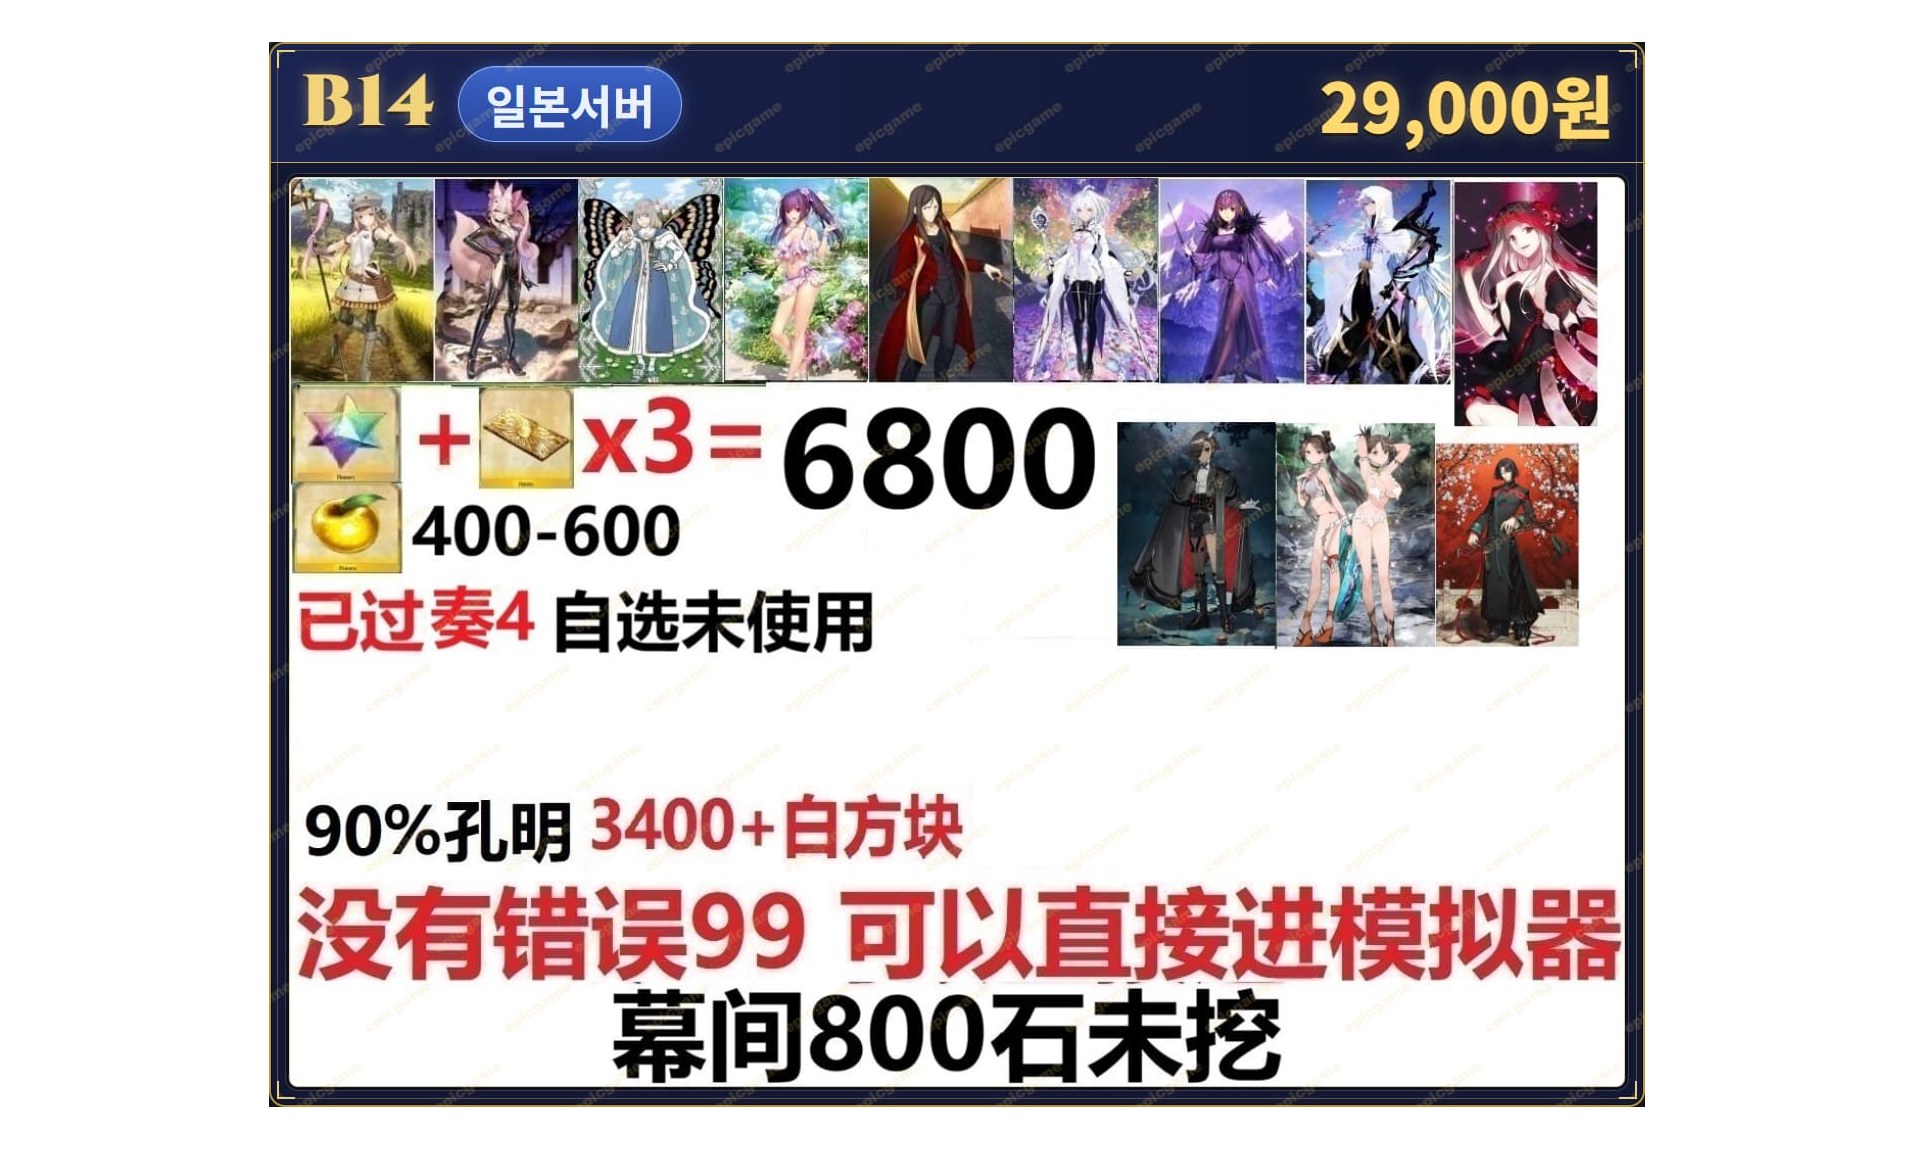 B14 일본서버 29,000원
+ x3= 6800
400-600
已过奏4 自选未使用
90%孔明 3400+白方块
没有错误99 可以直接进模拟器
幕间800石未挖
epicgame